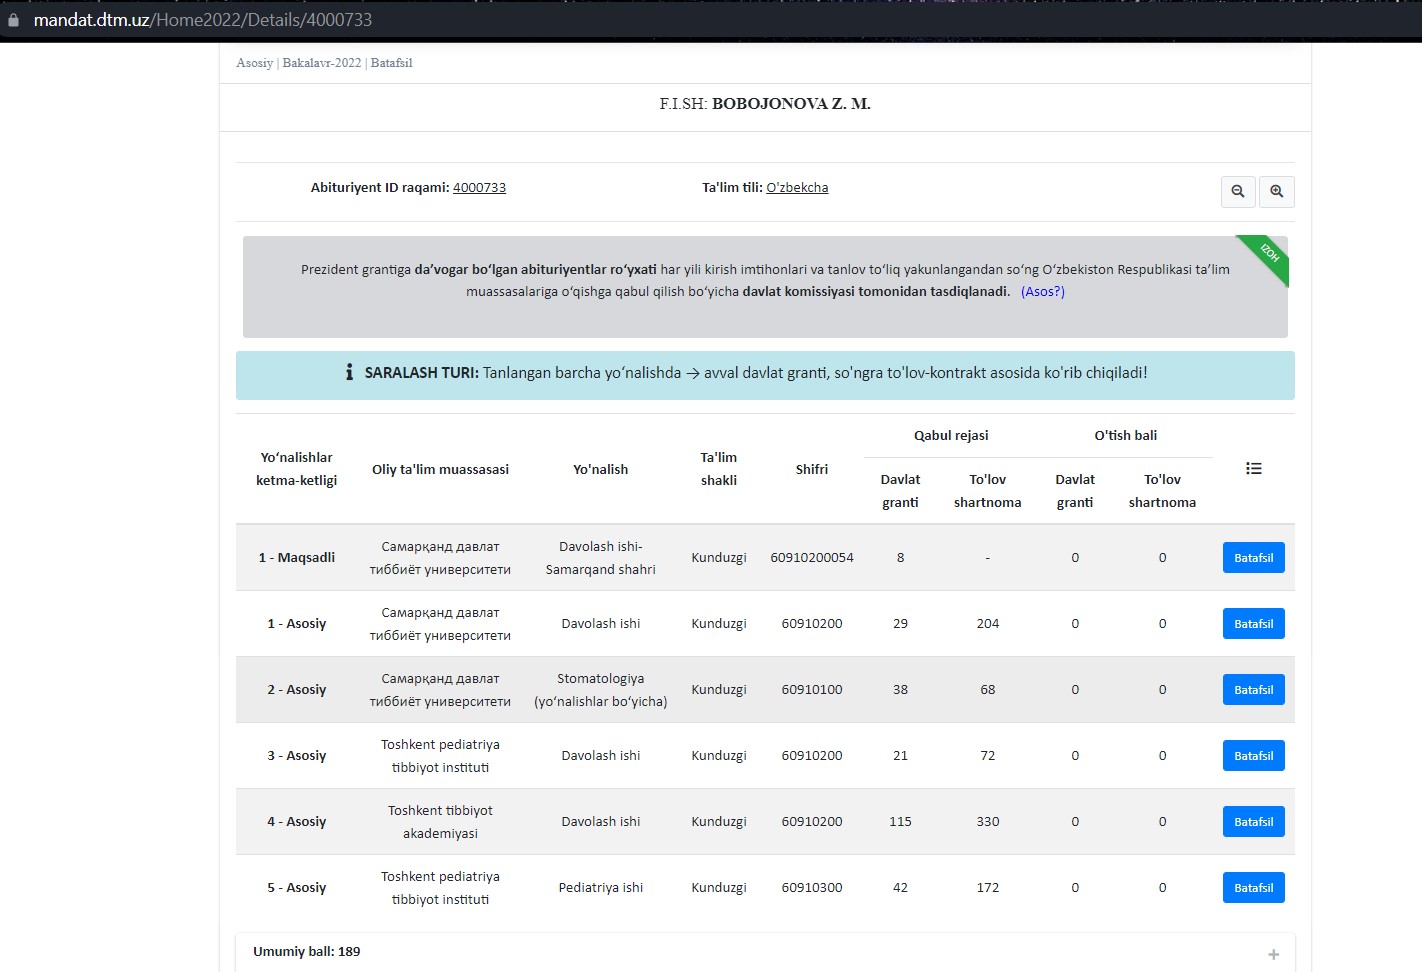 mandat.dtm.uz/Home2022/Details/4000733
Asosiy | Bakalavr-2022 | Batafsil
F.I.SH: BOBOJONOVA Z. M.
Abituriyent ID raqami: 4000733
Ta'lim tili: O'zbekcha
IZOH
Prezident grantiga da’vogar bo‘lgan abituriyentlar ro‘yxati har yili kirish imtihonlari va tanlov to‘liq yakunlangandan so‘ng O‘zbekiston Respublikasi ta’lim
muassasalariga o‘qishga qabul qilish bo‘yicha davlat komissiyasi tomonidan tasdiqlanadi. (Asos?)
SARALASH TURI: Tanlangan barcha yo‘nalishda → avval davlat granti, so'ngra to'lov-kontrakt asosida ko'rib chiqiladi!
Yo‘nalishlar
ketma-ketligi
Oliy ta'lim muassasasi
Yo'nalish
Ta'lim
shakli
Shifri
Qabul rejasi
O'tish bali
Davlat
granti
To'lov
shartnoma
Davlat
granti
To'lov
shartnoma
1 - Maqsadli
Самарқанд давлат
тиббиёт университети
Davolash ishi-
Samarqand shahri
Kunduzgi
60910200054
8
-
0
0
Batafsil
1 - Asosiy
Самарқанд давлат
тиббиёт университети
Davolash ishi
Kunduzgi
60910200
29
204
0
0
Batafsil
2 - Asosiy
Самарқанд давлат
тиббиёт университети
Stomatologiya
(yo‘nalishlar bo‘yicha)
Kunduzgi
60910100
38
68
0
0
Batafsil
3 - Asosiy
Toshkent pediatriya
tibbiyot instituti
Davolash ishi
Kunduzgi
60910200
21
72
0
0
Batafsil
4 - Asosiy
Toshkent tibbiyot
akademiyasi
Davolash ishi
Kunduzgi
60910200
115
330
0
0
Batafsil
5 - Asosiy
Toshkent pediatriya
tibbiyot instituti
Pediatriya ishi
Kunduzgi
60910300
42
172
0
0
Batafsil
Umumiy ball: 189
+